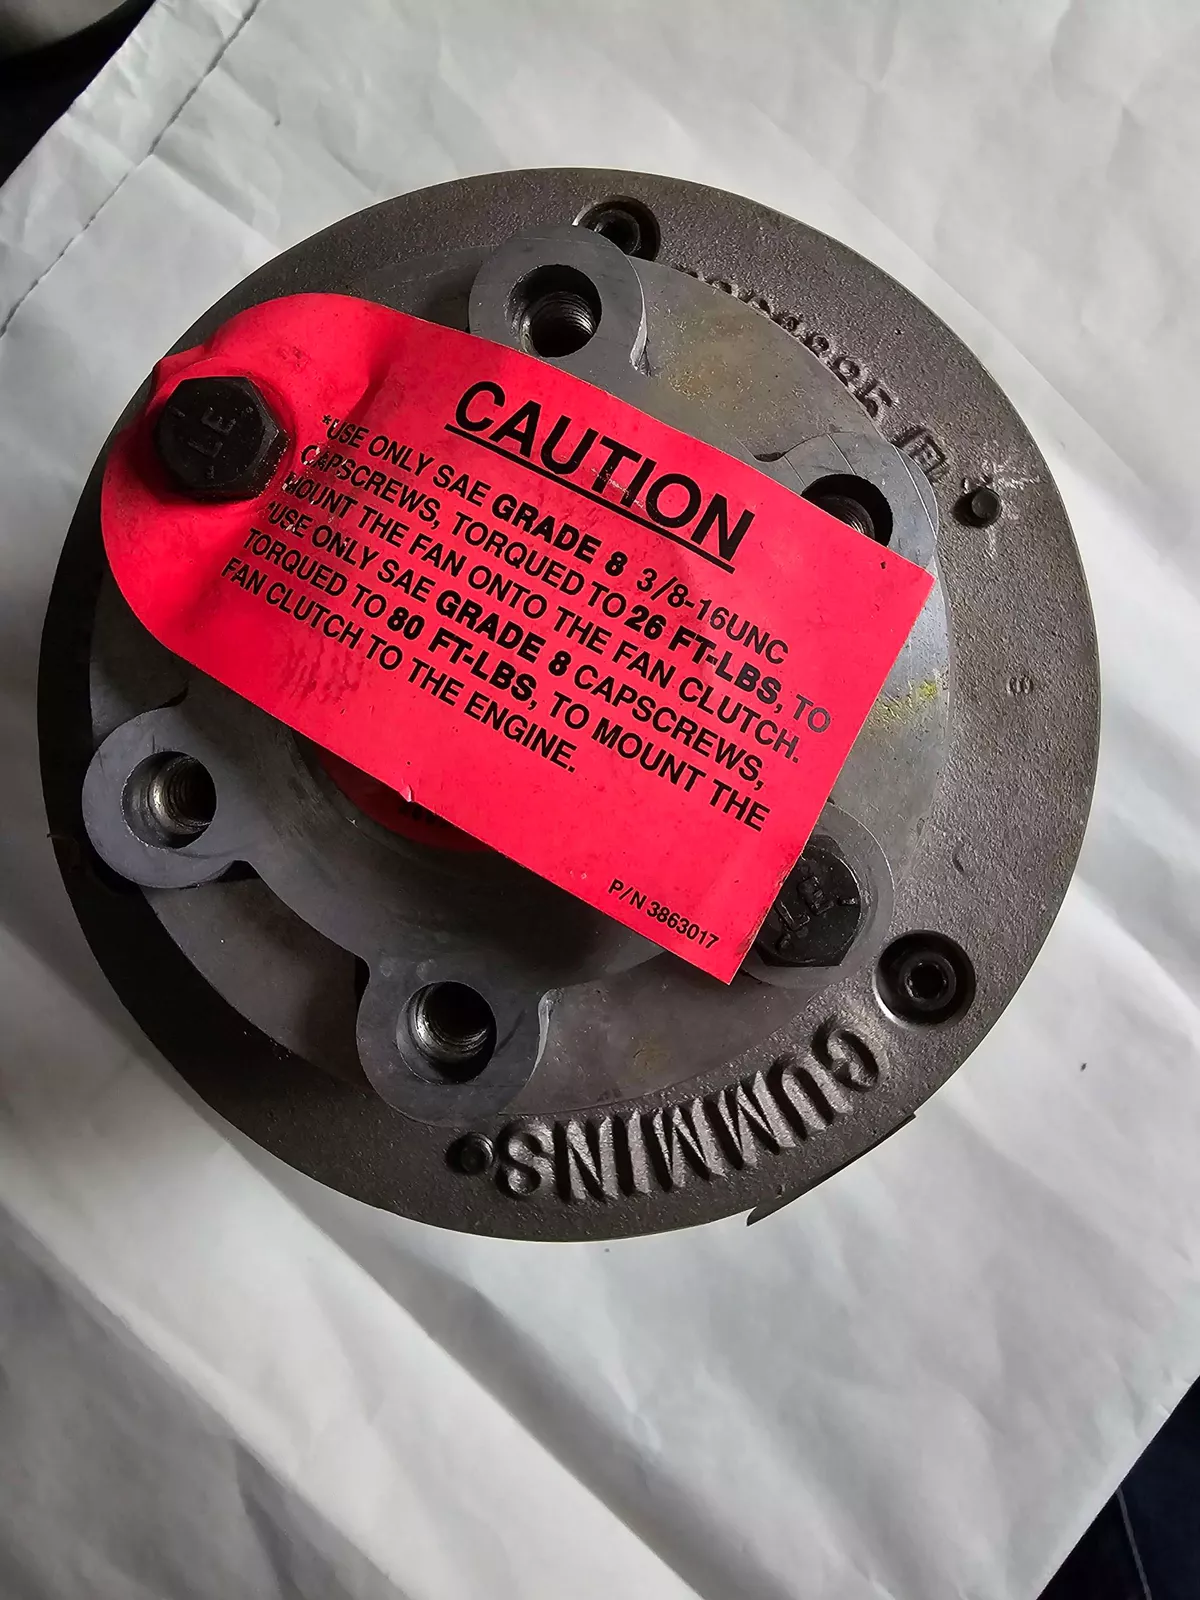 CAUTION
*USE ONLY SAE GRADE 8 3/8-16UNC
CAPSCREWS, TORQUED TO 26 FT-LBS, TO
MOUNT THE FAN ONTO THE FAN CLUTCH.
*USE ONLY SAE GRADE 8 CAPSCREWS,
TORQUED TO 80 FT-LBS, TO MOUNT THE
FAN CLUTCH TO THE ENGINE.
P/N 3863017
LE
CUMMINS
8